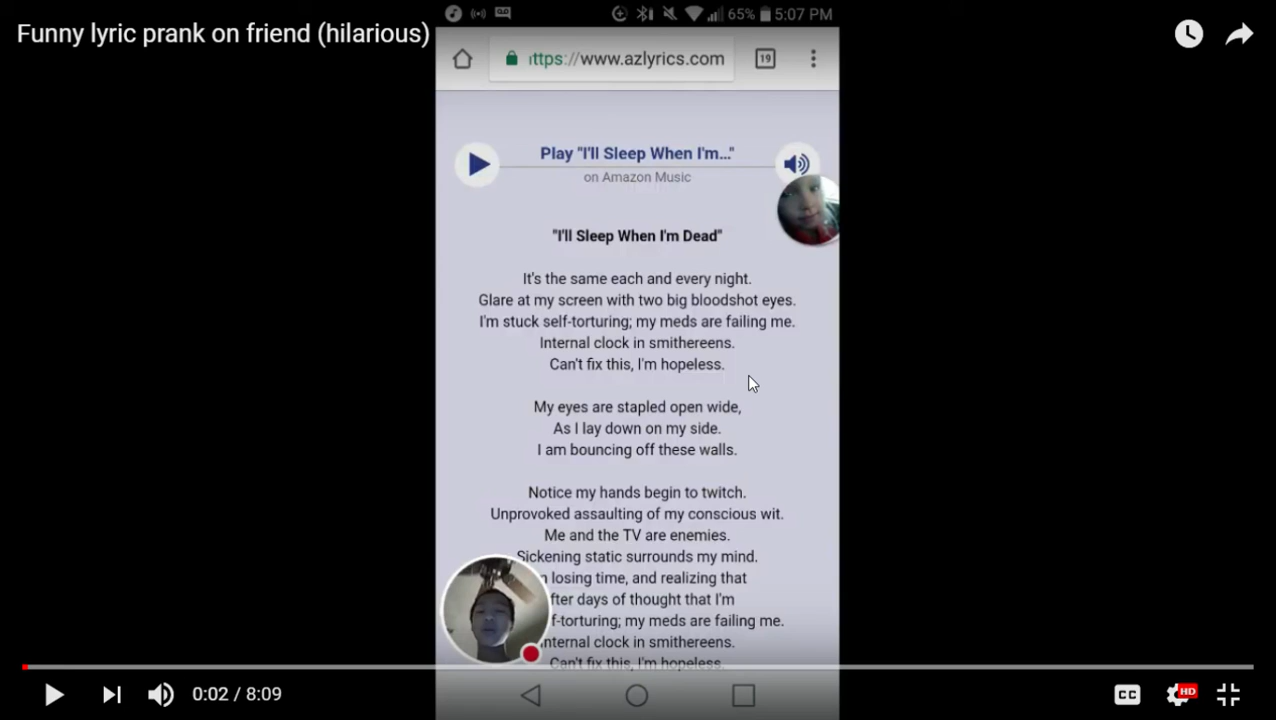 Funny lyric prank on friend (hilarious)
65% 5:07 PM
ttps://www.azlyrics.com
19
Play "I'll Sleep When I'm..."
on Amazon Music
"I'll Sleep When I'm Dead"
It's the same each and every night.
Glare at my screen with two big bloodshot eyes.
I'm stuck self-torturing; my meds are failing me.
Internal clock in smithereens.
Can't fix this, I'm hopeless.
My eyes are stapled open wide,
As I lay down on my side.
I am bouncing off these walls.
Notice my hands begin to twitch.
Unprovoked assaulting of my conscious wit.
Me and the TV are enemies.
Sickening static surrounds my mind.
losing time, and realizing that
fter days of thought that I'm
f-torturing; my meds are failing me.
nternal clock in smithereens.
Can't fix this, I'm hopeless.
0:02 / 8:09
CC
HD